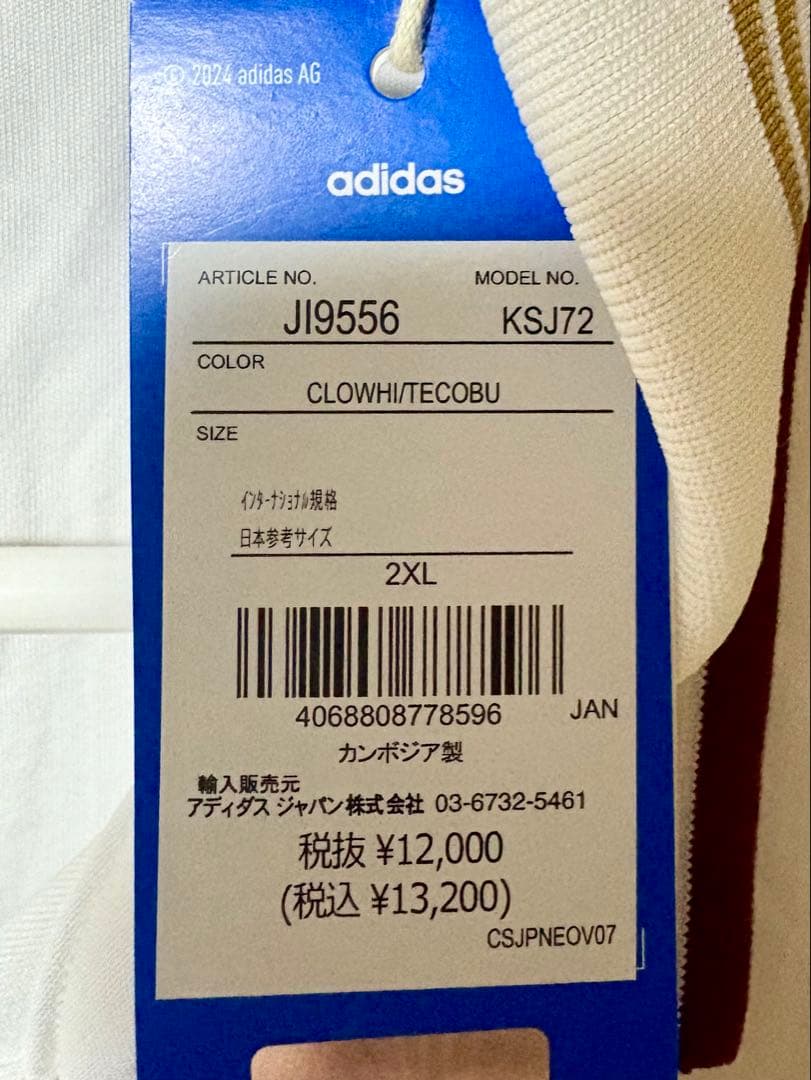 © 2024 adidas AG
adidas
ARTICLE NO. MODEL NO.
JI9556 KSJ72
COLOR
CLOWHI/TECOBU
SIZE
ｲﾝﾀｰﾅｼｮﾅﾙ規格
日本参考サイズ
2XL
4068808778596 JAN
カンボジア製
輸入販売元
アディダス ジャパン株式会社 03-6732-5461
税抜 ¥12,000
(税込 ¥13,200)
CSJPNEOV07